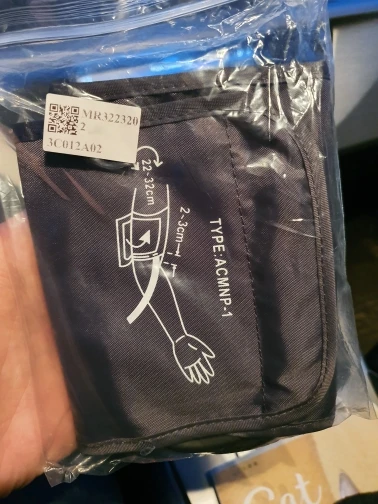 MR322320
2
3C012A02
22-32cm
2-3cm
TYPE:ACMNP-1